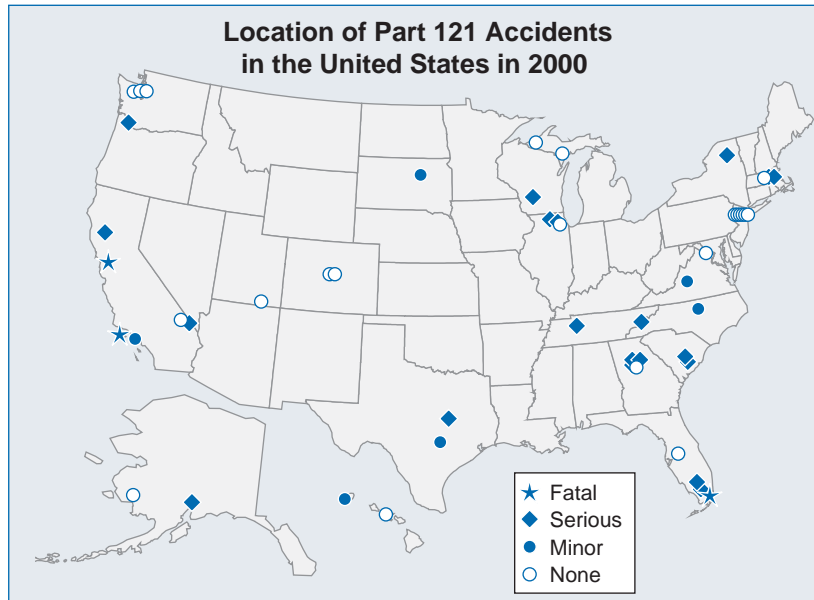 Location of Part 121 Accidents
in the United States in 2000
Fatal
Serious
Minor
None